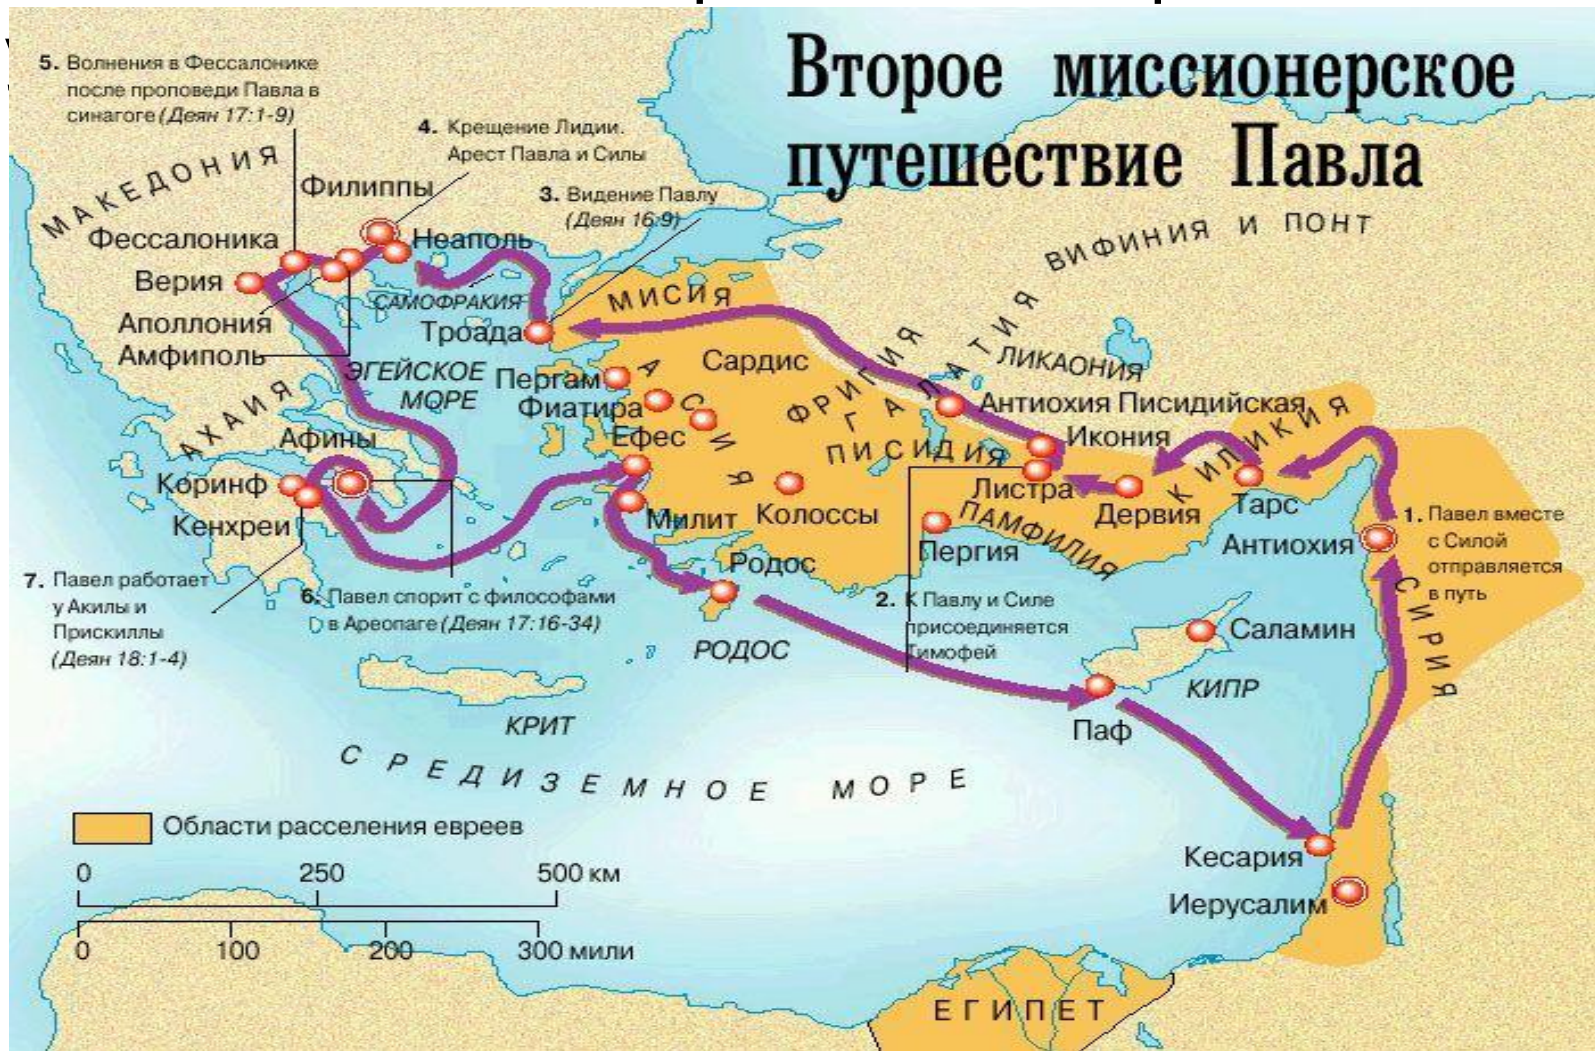 Второе миссионерское
путешествие Павла
5. Волнения в Фессалонике
после проповеди Павла в
синагоге (Деян 17:1-9)
4. Крещение Лидии.
Арест Павла и Силы
3. Видение Павлу
(Деян 16:9)
МАКЕДОНИЯ
Филиппы
Фессалоника
Неаполь
Верия
САМОФРАКИЯ
Аполлония
Амфиполь
Троада
МИСИЯ
ВИФИНИЯ И ПОНТ
ЭГЕЙСКОЕ
МОРЕ
Пергам
Фиатира
Сардис
АСИЯ
ФРИГИЯ
ГАЛАТИЯ
ЛИКАОНИЯ
Антиохия Писидийская
АХАИЯ
Афины
Ефес
ПИСИДИЯ
Икония
КИЛИКИЯ
Коринф
Кенхреи
Милит
Колоссы
Листра
Дервия
Тарс
Пергия
ПАМФИЛИЯ
Антиохия
1. Павел вместе
с Силой
отправляется
в путь
СИРИЯ
7. Павел работает
у Акилы и
Прискиллы
(Деян 18:1-4)
6. Павел спорит с философами
в Ареопаге (Деян 17:16-34)
Родос
РОДОС
2. К Павлу и Силе
присоединяется
Тимофей
Саламин
КИПР
Паф
КРИТ
СРЕДИЗЕМНОЕ МОРЕ
Области расселения евреев
0 250 500 км
0 100 200 300 мили
Кесария
Иерусалим
ЕГИПЕТ